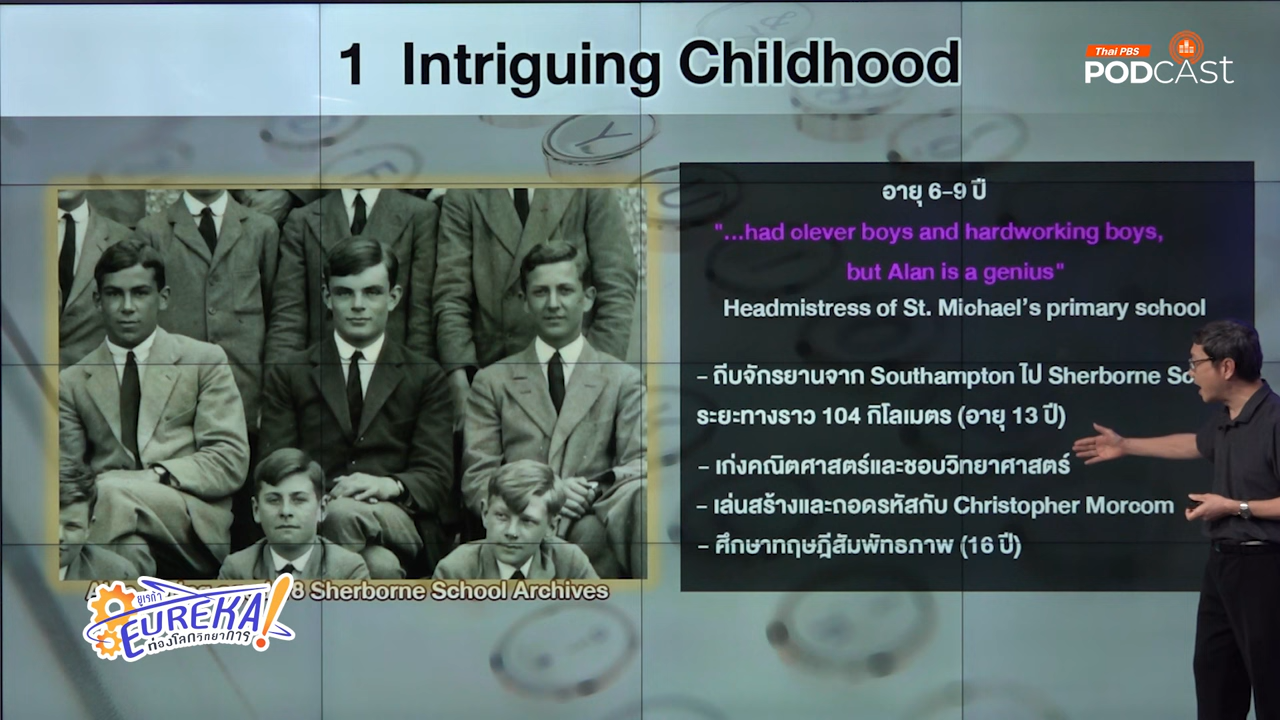 1 Intriguing Childhood
Thai PBS
PODCAST
อายุ 6-9 ปี
"...had olever boys and hardworking boys,
but Alan is a genius"
Headmistress of St. Michael's primary school
- ถีบจักรยานจาก Southampton ไป Sherborne
ระยะทางราว 104 กิโลเมตร (อายุ 13 ปี)
- เก่งคณิตศาสตร์และชอบวิทยาศาสตร์
- เล่นสร้างและถอดรหัสกับ Christopher Morcom
- ศึกษาทฤษฎีสัมพัทธภาพ (16 ปี)
8 Sherborne School Archives
ยูเรก้า
EUREKA!
ท่องโลกวิทยาการ